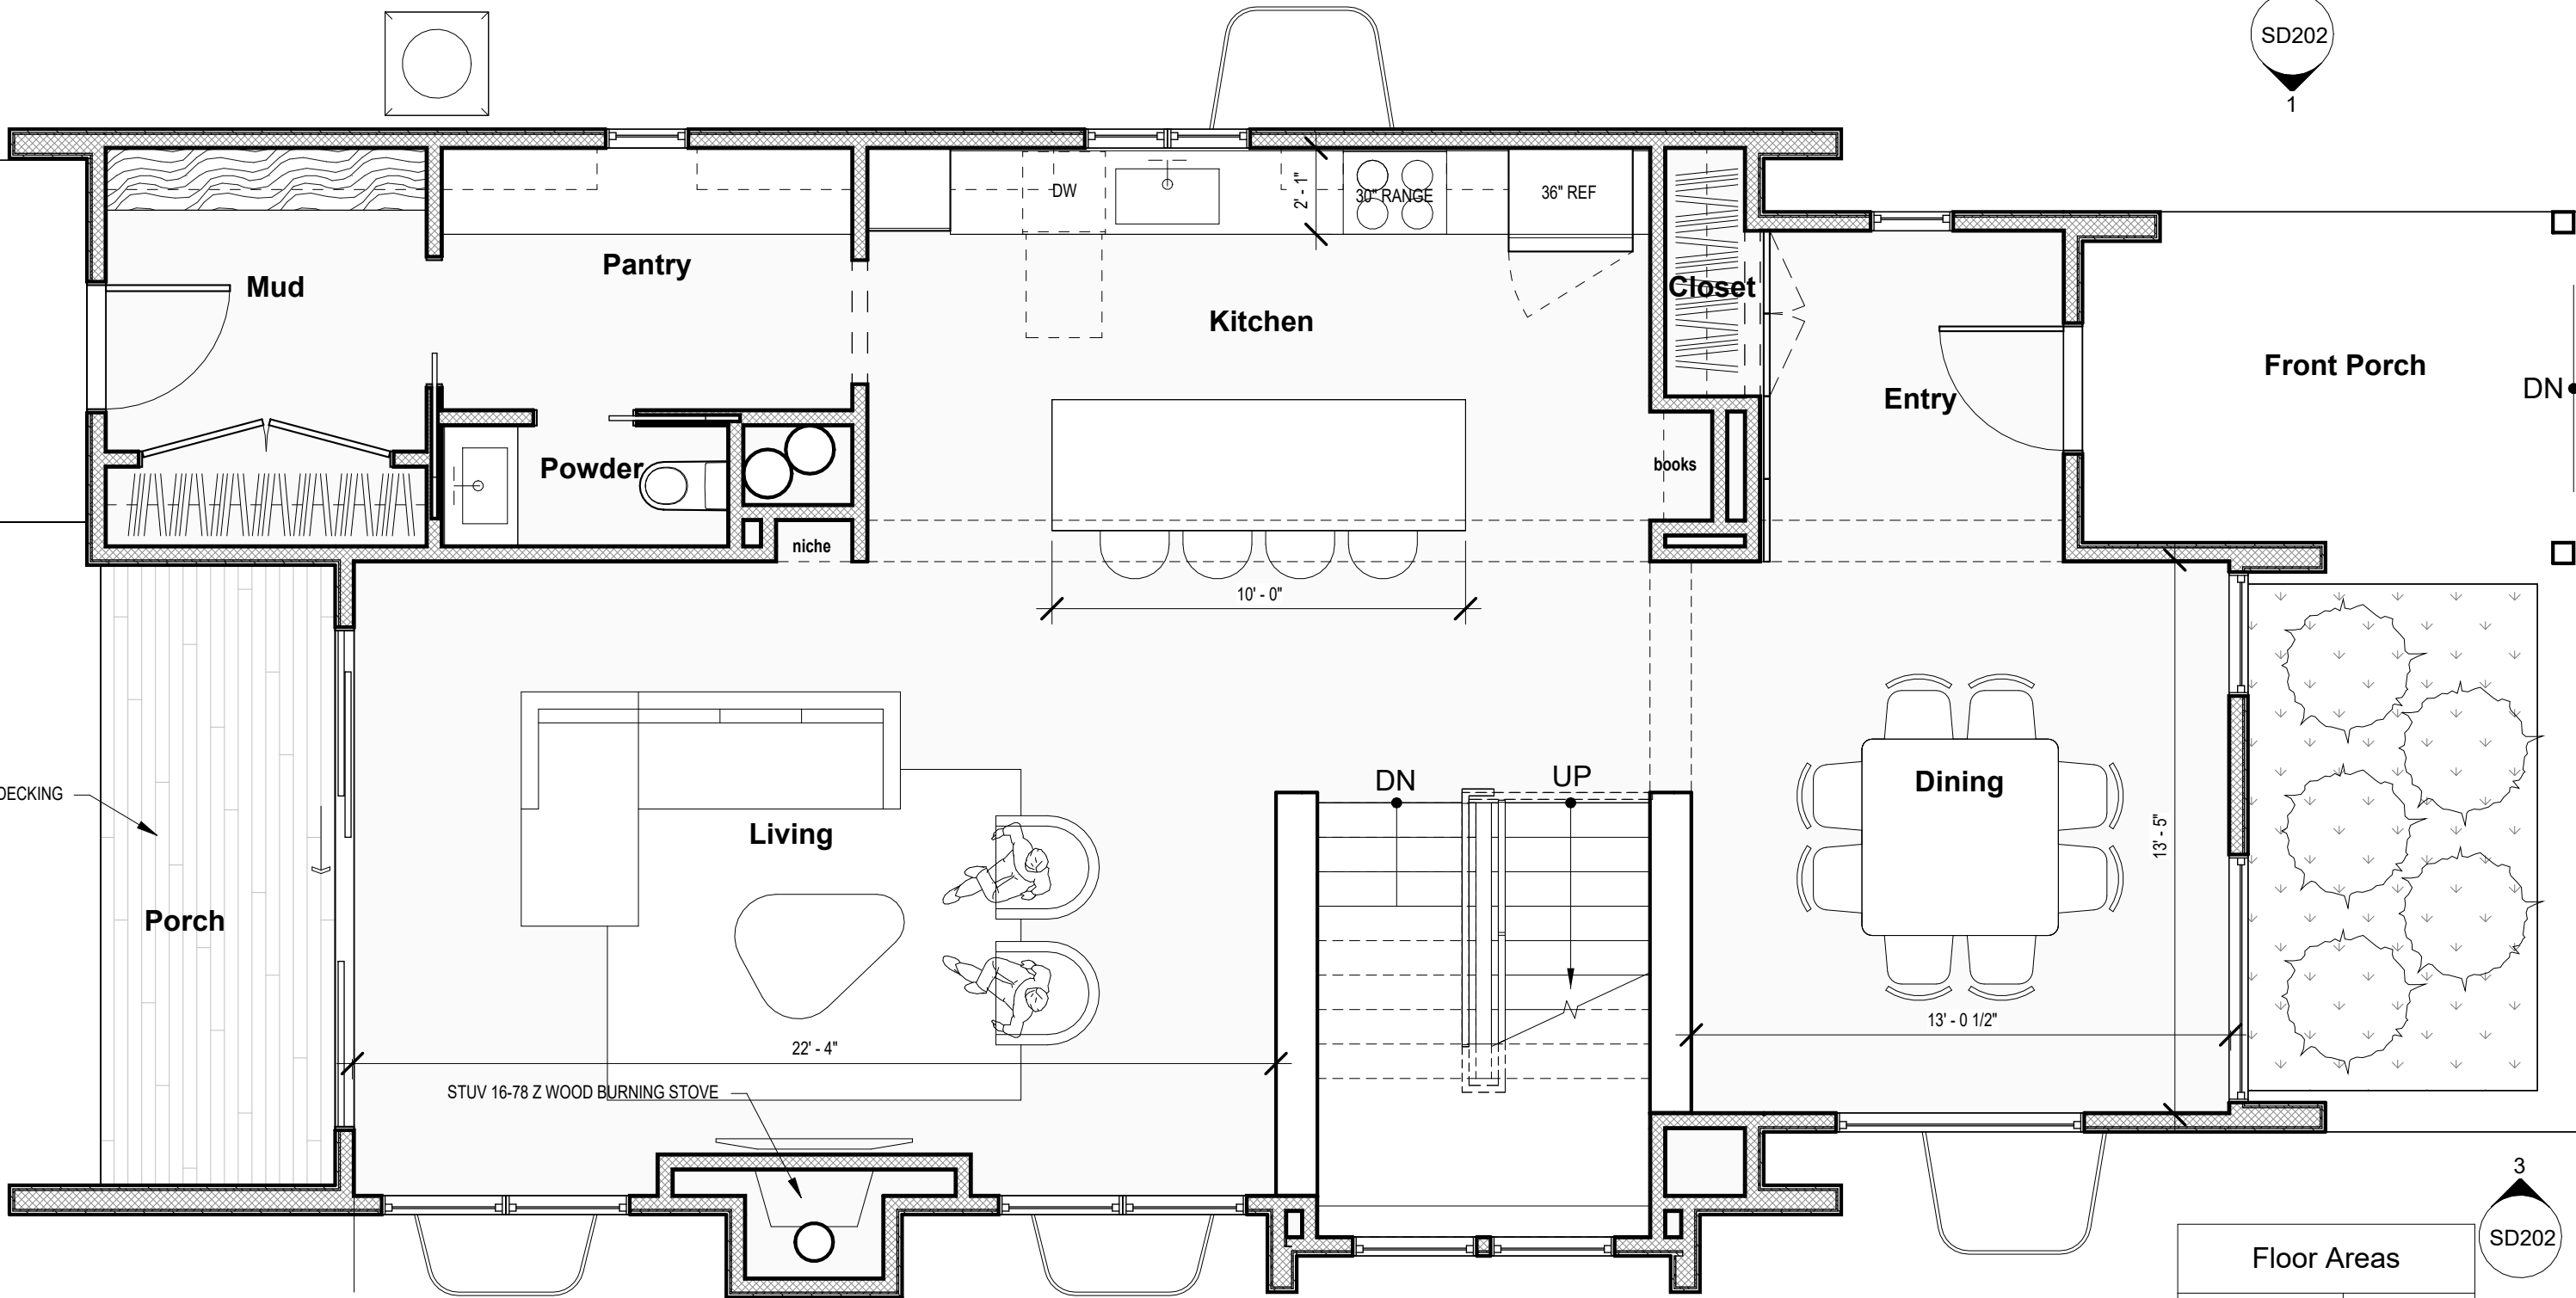 SD202
1
DW
2' - 1"
30" RANGE
36" REF
Mud
Pantry
Kitchen
Closet
Entry
Front Porch
DN
Powder
books
niche
10' - 0"
DECKING
Porch
Living
DN
UP
Dining
13' - 5"
13' - 0 1/2"
22' - 4"
STUV 16-78 Z WOOD BURNING STOVE
3
SD202
Floor Areas